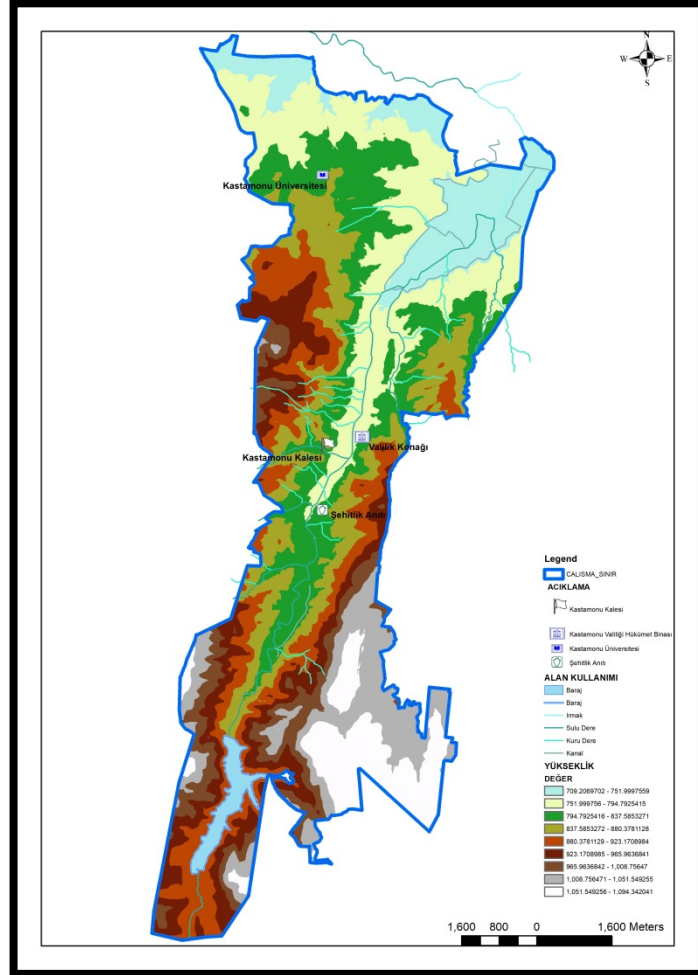 N
W E
S
Kastamonu Üniversitesi
Valilik Konağı
Kastamonu Kalesi
Şehitlik Anıtı
Legend
CALISMA_SINIR
ACIKLAMA
Kastamonu Kalesi
Kastamonu Valiliği Hükümet Binası
Kastamonu Üniversitesi
Şehitlik Anıtı
ALAN KULLANIMI
Baraj
Baraj
Irmak
Sulu Dere
Kuru Dere
Kanal
YÜKSEKLİK
DEĞER
709.2069702 - 751.9997559
751.999756 - 794.7925415
794.7925416 - 837.5853271
837.5853272 - 880.3781128
880.3781129 - 923.1708984
923.1708985 - 965.9636841
965.9636842 - 1,008.75647
1,008.756471 - 1,051.549255
1,051.549256 - 1,094.342041
1,600 800 0 1,600 Meters